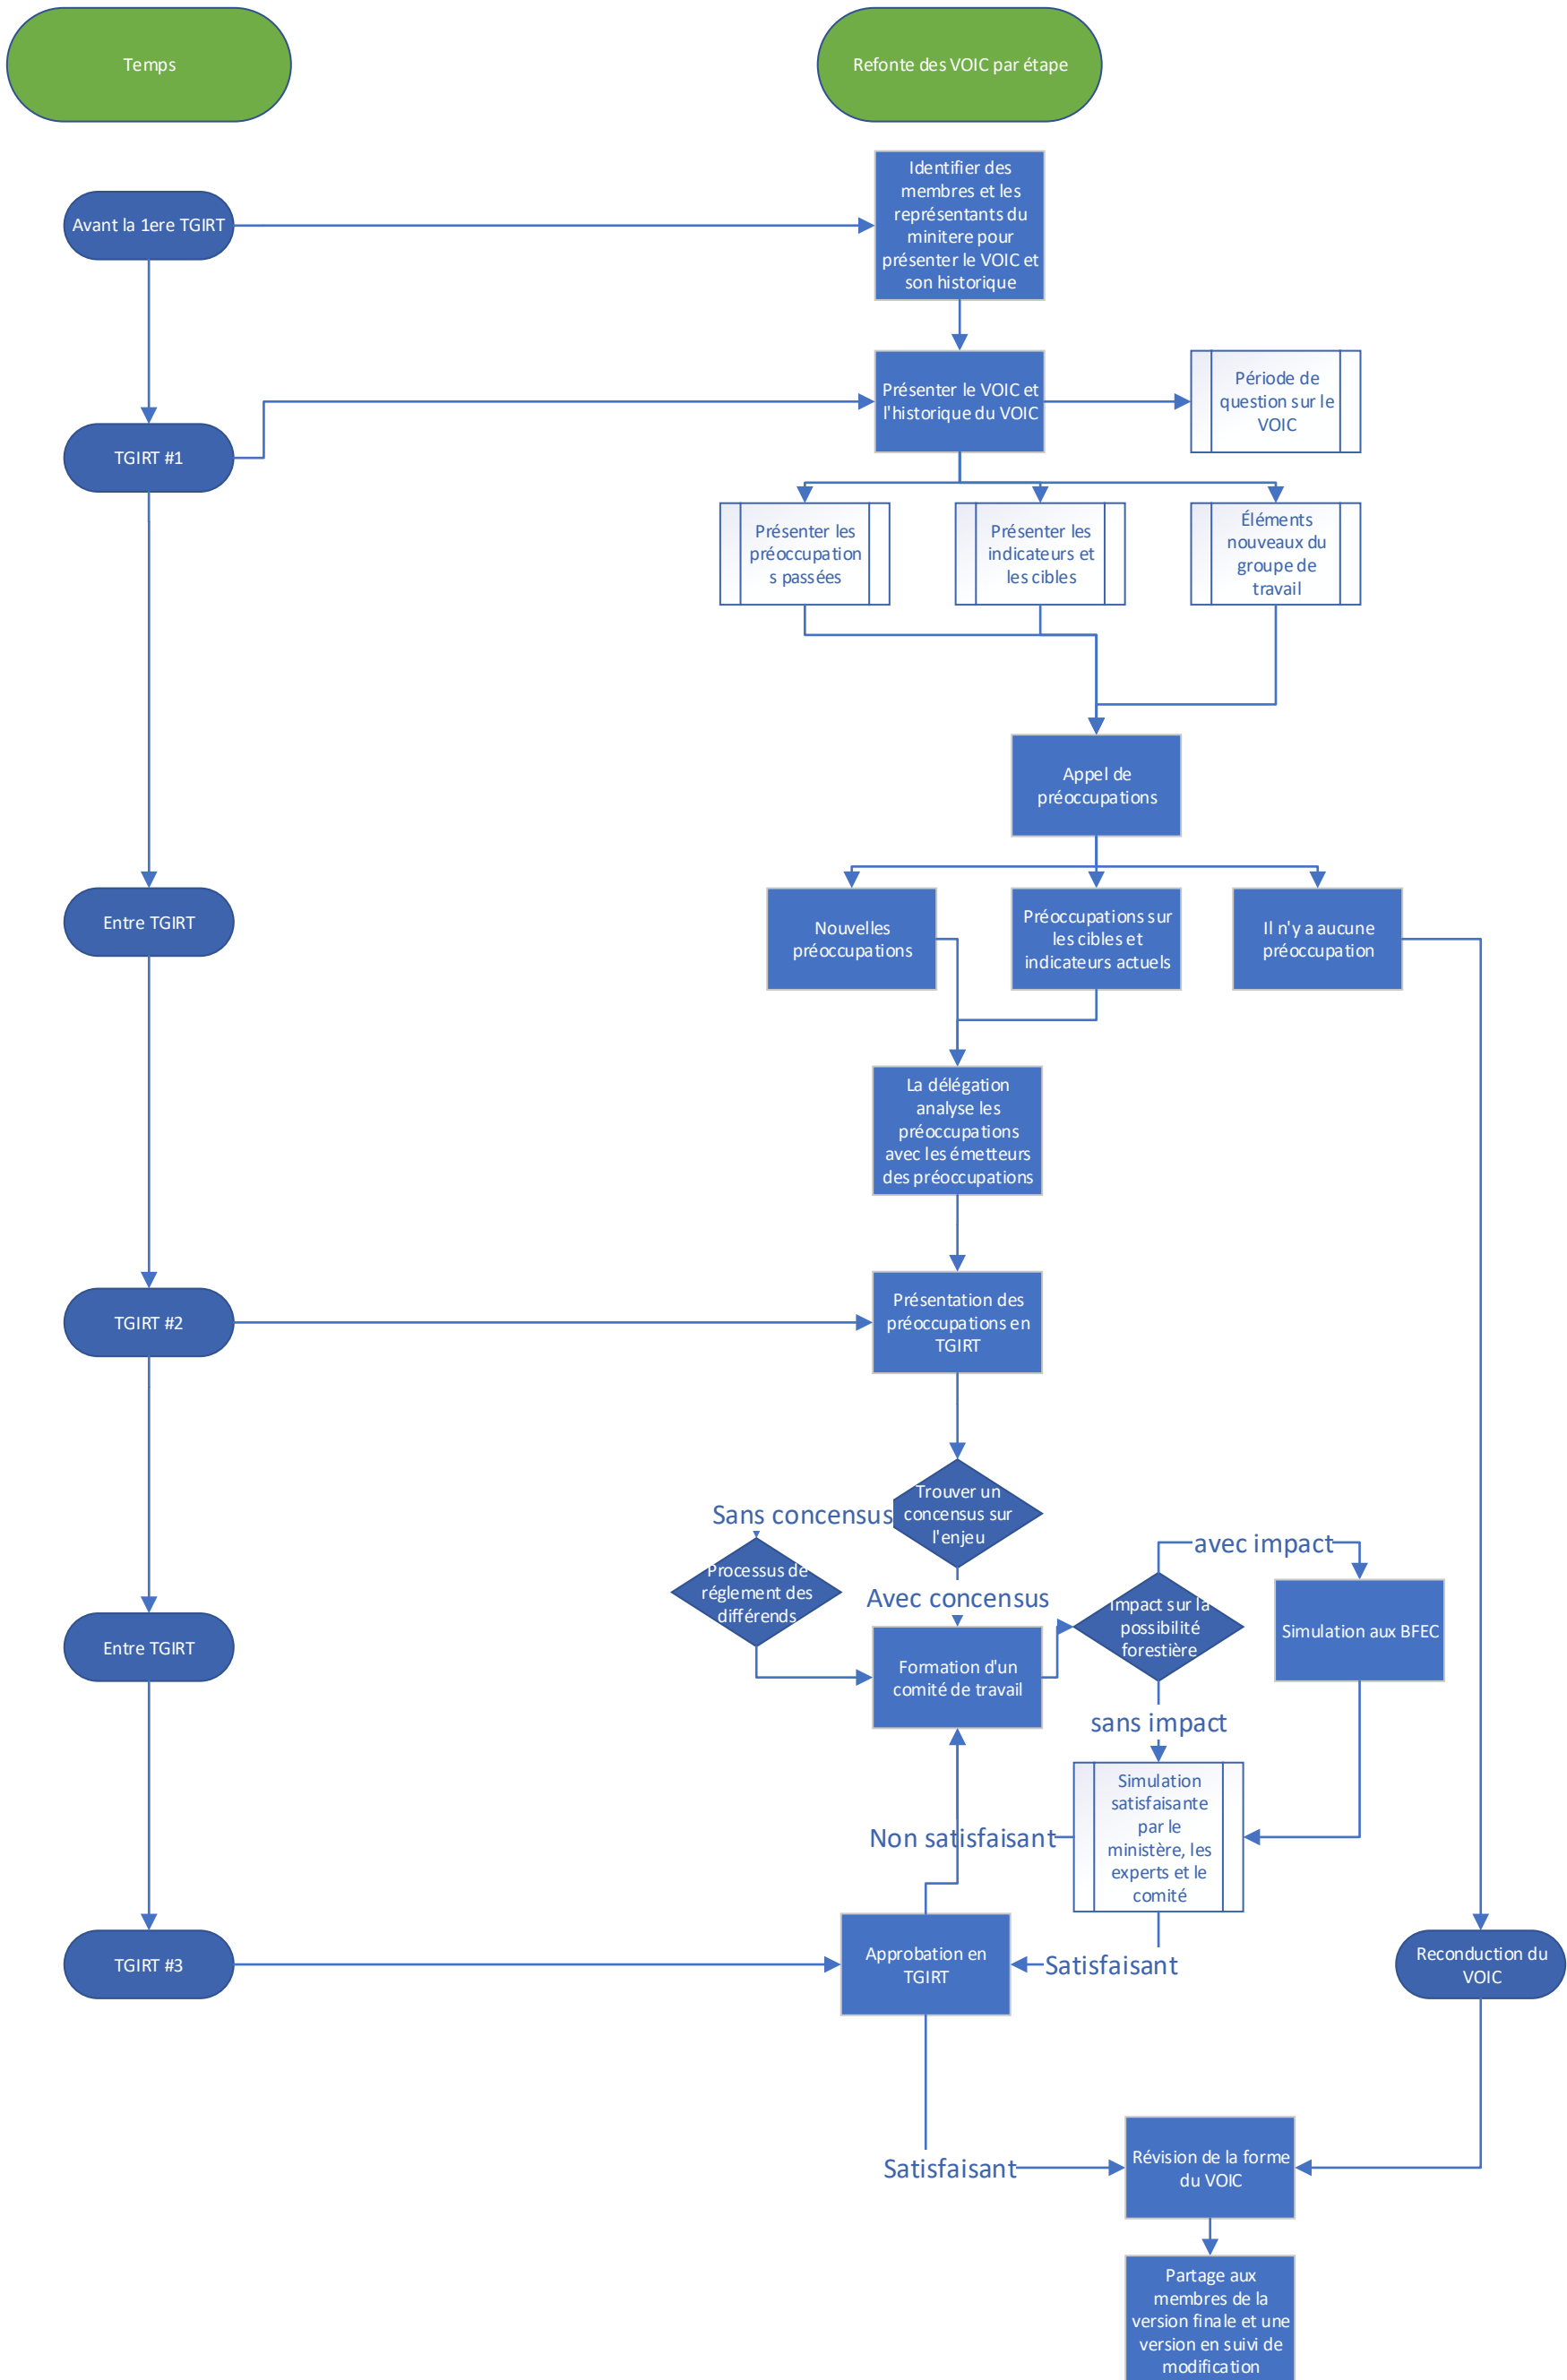 Temps
Refonte des VOIC par étape
Identifier des
membres et les
représentants du
minitere pour
présenter le VOIC et
son historique
Avant la 1ere TGIRT
Présenter le VOIC et
l'historique du VOIC
Période de
question sur le
VOIC
TGIRT #1
Présenter les
préoccupation
s passées
Présenter les
indicateurs et
les cibles
Éléments
nouveaux du
groupe de
travail
Appel de
préoccupations
Entre TGIRT
Nouvelles
préoccupations
Préoccupations sur
les cibles et
indicateurs actuels
Il n'y a aucune
préoccupation
La délégation
analyse les
préoccupations
avec les émetteurs
des préoccupations
TGIRT #2
Présentation des
préoccupations en
TGIRT
Trouver un
concensus sur
l'enjeu
Sans concensus
Processus de
réglement des
différends
Avec concensus
avec impact
Impact sur la
possibilité
forestière
Simulation aux BFEC
Entre TGIRT
Formation d'un
comité de travail
sans impact
Simulation
satisfaisante
par le
ministère, les
experts et le
comité
Non satisfaisant
TGIRT #3
Approbation en
TGIRT
Satisfaisant
Reconduction du
VOIC
Satisfaisant
Révision de la forme
du VOIC
Partage aux
membres de la
version finale et une
version en suivi de
modification